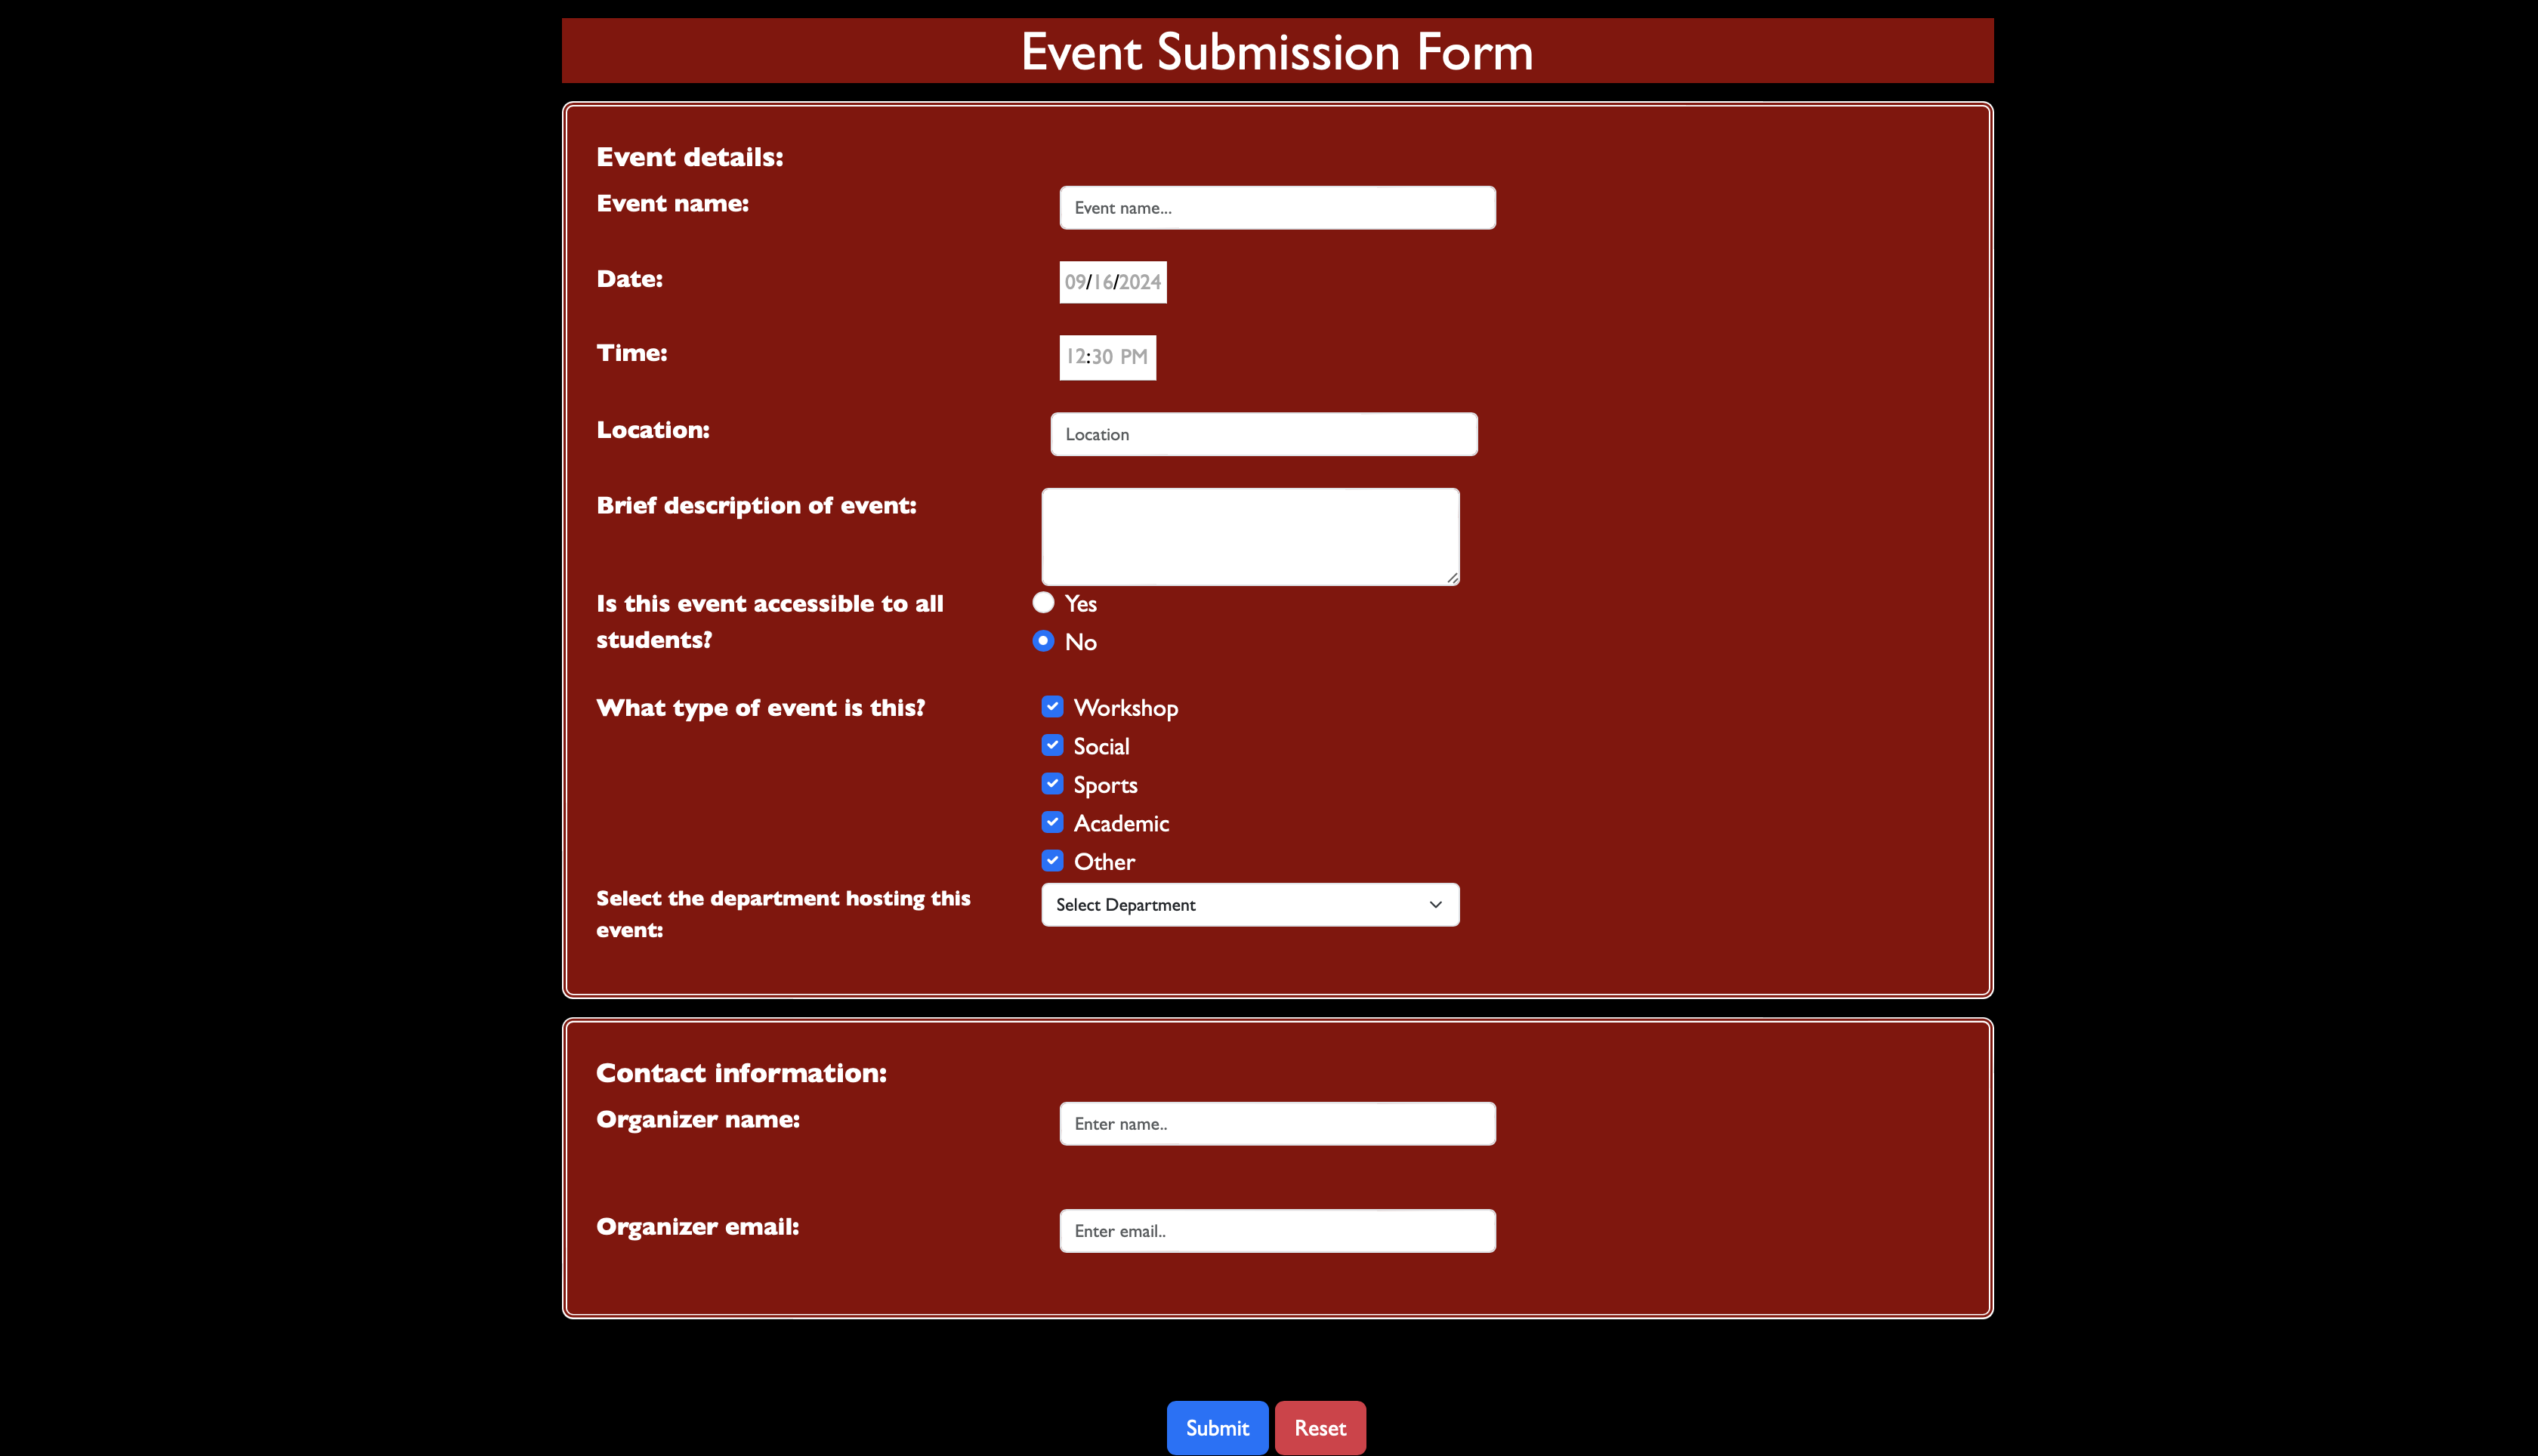 Event Submission Form
Event details:
Event name:
Event name...
Date:
09/16/2024
Time:
12:30 PM
Location:
Location
Brief description of event:
Is this event accessible to all
students?
Yes
No
What type of event is this?
Workshop
Social
Sports
Academic
Other
Select the department hosting this
event:
Select Department
Contact information:
Organizer name:
Enter name..
Organizer email:
Enter email..
Submit
Reset